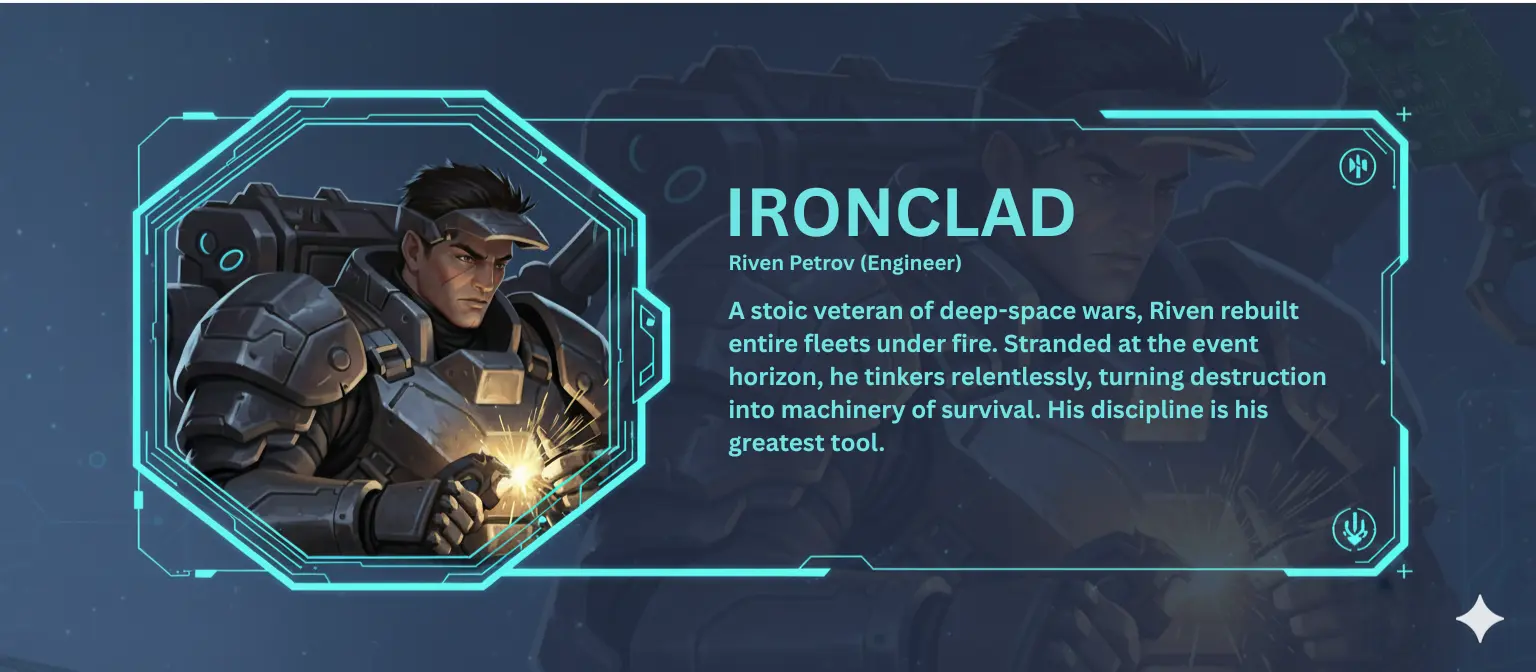 IRONCLAD
Riven Petrov (Engineer)
A stoic veteran of deep-space wars, Riven rebuilt
entire fleets under fire. Stranded at the event
horizon, he tinkers relentlessly, turning destruction
into machinery of survival. His discipline is his
greatest tool.